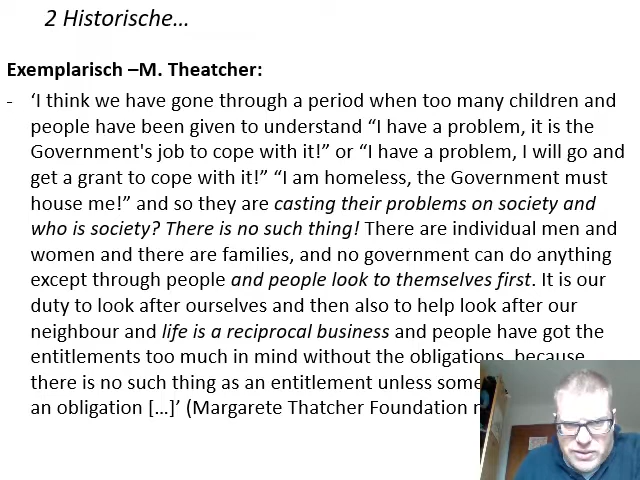 2 Historische…
Exemplarisch –M. Theatcher:
- ‘I think we have gone through a period when too many children and
people have been given to understand “I have a problem, it is the
Government's job to cope with it!” or “I have a problem, I will go and
get a grant to cope with it!” “I am homeless, the Government must
house me!” and so they are casting their problems on society and
who is society? There is no such thing! There are individual men and
women and there are families, and no government can do anything
except through people and people look to themselves first. It is our
duty to look after ourselves and then also to help look after our
neighbour and life is a reciprocal business and people have got the
entitlements too much in mind without the obligations, because
there is no such thing as an entitlement unless
an obligation […]’ (Margarete Thatcher Foundation